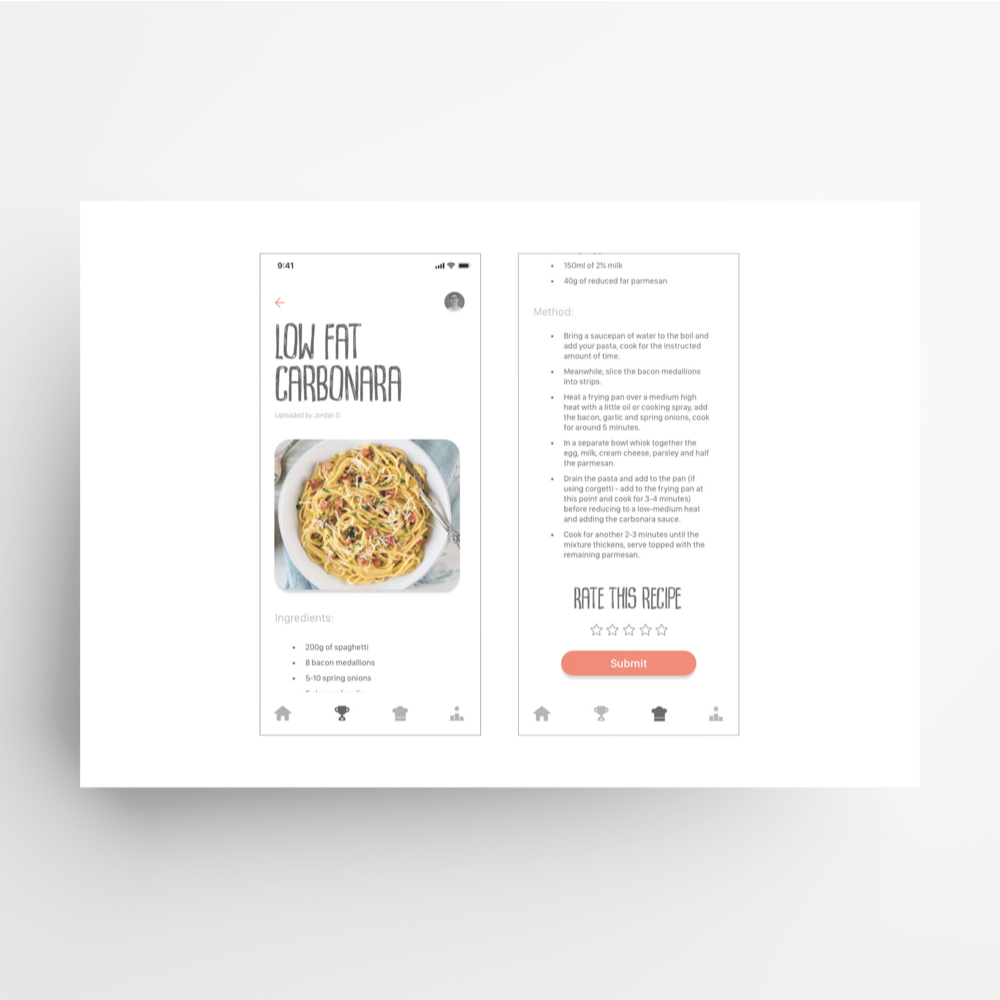 9:41
LOW FAT
CARBONARA
Uploaded by Jordan G
Ingredients:
200g of spaghetti
8 bacon medallions
5-10 spring onions
150ml of 2% milk
40g of reduced far parmesan
Method:
Bring a saucepan of water to the boil and
add your pasta, cook for the instructed
amount of time.
Meanwhile, slice the bacon medallions
into strips.
Heat a frying pan over a medium high
heat with a little oil or cooking spray, add
the bacon, garlic and spring onions, cook
for around 5 minutes.
In a separate bowl whisk together the
egg, milk, cream cheese, parsley and half
the parmesan.
Drain the pasta and add to the pan (if
using corgetti - add to the frying pan at
this point and cook for 3-4 minutes)
before reducing to a low-medium heat
and adding the carbonara sauce.
Cook for another 2-3 minutes until the
mixture thickens, serve topped with the
remaining parmesan.
RATE THIS RECIPE
Submit